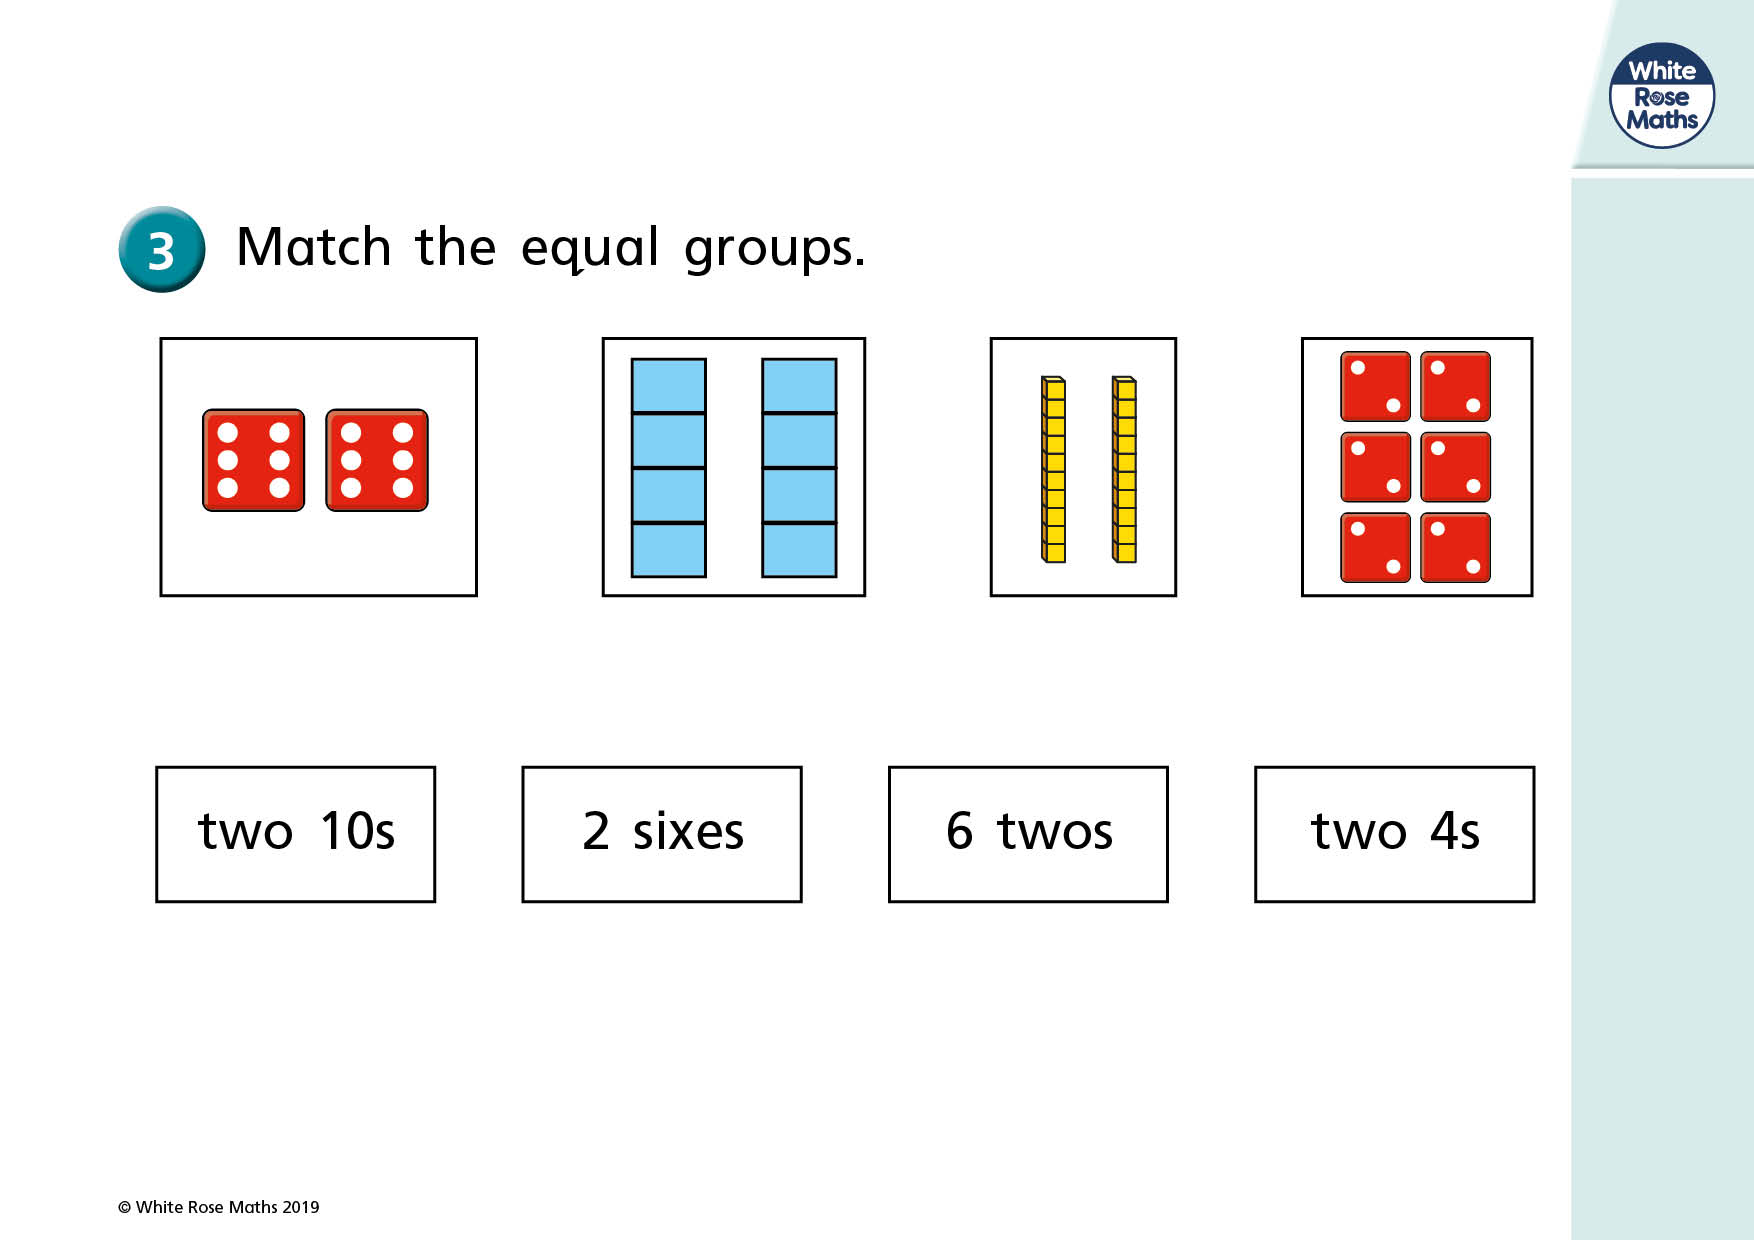 White
Rose
Maths
3 Match the equal groups.
two 10s
2 sixes
6 twos
two 4s
© White Rose Maths 2019